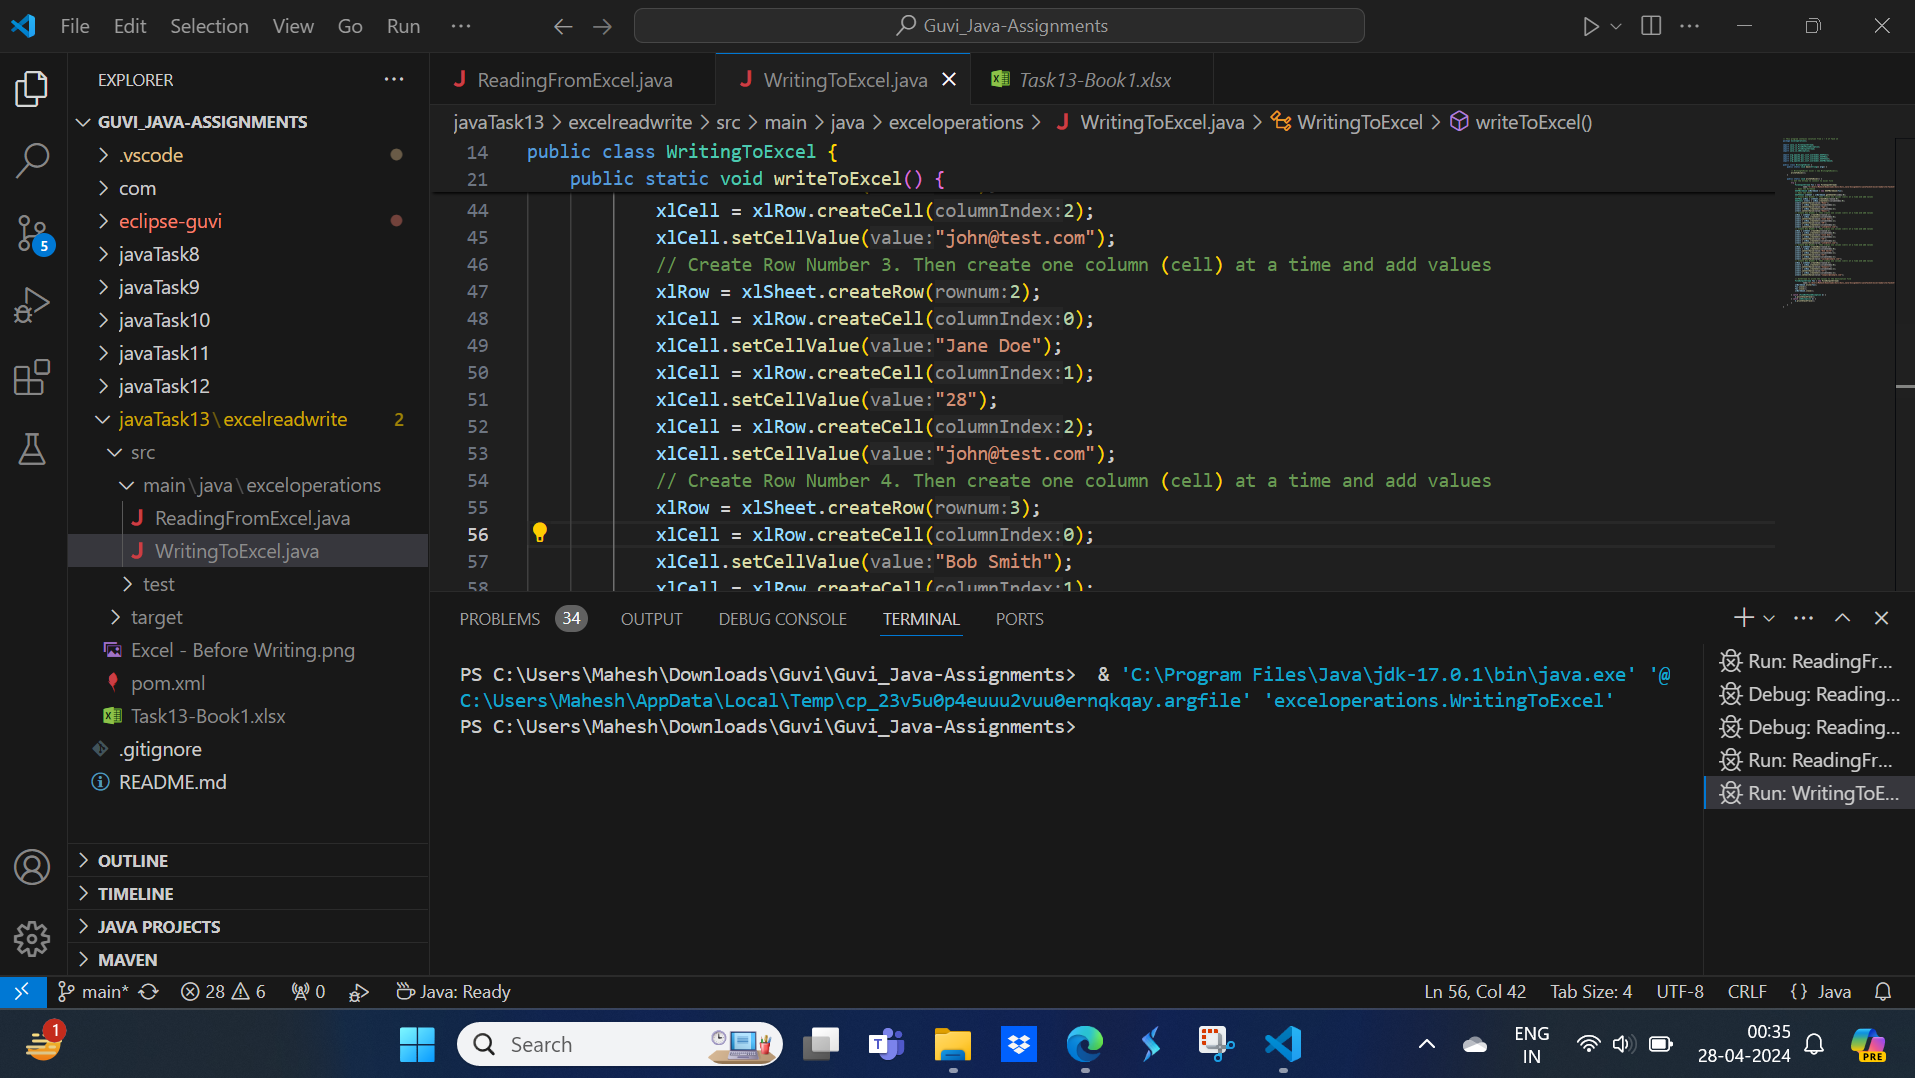 File Edit Selection View Go Run ··· Guvi_Java-Assignments
EXPLORER ···
GUVI_JAVA-ASSIGNMENTS
.vscode
com
eclipse-guvi
javaTask8
javaTask9
javaTask10
javaTask11
javaTask12
javaTask13\excelreadwrite 2
src
main\java\exceloperations
ReadingFromExcel.java
WritingToExcel.java
test
target
Excel - Before Writing.png
pom.xml
Task13-Book1.xlsx
.gitignore
README.md
OUTLINE
TIMELINE
JAVA PROJECTS
MAVEN
ReadingFromExcel.java WritingToExcel.java Task13-Book1.xlsx
javaTask13 > excelreadwrite > src > main > java > exceloperations > WritingToExcel.java > WritingToExcel > writeToExcel()
14 public class WritingToExcel {
21 public static void writeToExcel() {
44 xlCell = xlRow.createCell(columnIndex:2);
45 xlCell.setCellValue(value:"john@test.com");
46 // Create Row Number 3. Then create one column (cell) at a time and add values
47 xlRow = xlSheet.createRow(rownum:2);
48 xlCell = xlRow.createCell(columnIndex:0);
49 xlCell.setCellValue(value:"Jane Doe");
50 xlCell = xlRow.createCell(columnIndex:1);
51 xlCell.setCellValue(value:"28");
52 xlCell = xlRow.createCell(columnIndex:2);
53 xlCell.setCellValue(value:"john@test.com");
54 // Create Row Number 4. Then create one column (cell) at a time and add values
55 xlRow = xlSheet.createRow(rownum:3);
56 xlCell = xlRow.createCell(columnIndex:0);
57 xlCell.setCellValue(value:"Bob Smith");
58 xlCell = xlRow.createCell(columnIndex:1);
PROBLEMS 34 OUTPUT DEBUG CONSOLE TERMINAL PORTS
PS C:\Users\Mahesh\Downloads\Guvi\Guvi_Java-Assignments> & 'C:\Program Files\Java\jdk-17.0.1\bin\java.exe' '@
C:\Users\Mahesh\AppData\Local\Temp\cp_23v5u0p4euuu2vuu0ernqkqay.argfile' 'exceloperations.WritingToExcel'
PS C:\Users\Mahesh\Downloads\Guvi\Guvi_Java-Assignments>
Run: ReadingFr...
Debug: Reading...
Debug: Reading...
Run: ReadingFr...
Run: WritingToE...
5
main* 28 6 0 Java: Ready Ln 56, Col 42 Tab Size: 4 UTF-8 CRLF {} Java
1 Search ENG
IN
00:35
28-04-2024
PRE